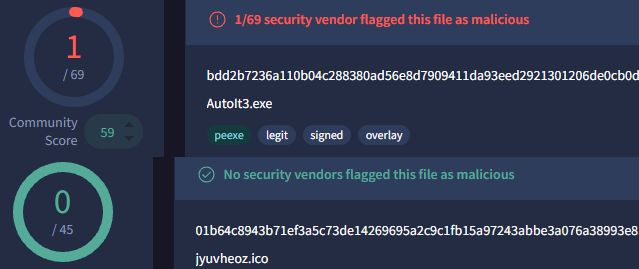 1
/ 69
Community
Score
59
1/69 security vendor flagged this file as malicious
bdd2b7236a110b04c288380ad56e8d7909411da93eed2921301206de0cb0d
AutoIt3.exe
peexe legit signed overlay
0
/ 45
No security vendors flagged this file as malicious
01b64c8943b71ef3a5c73de14269695a2c9c1fb15a97243abbe3a076a38993e8
jyuvheoz.ico